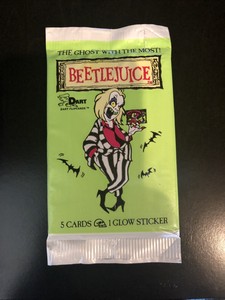 THE GHOST WITH THE MOST!
BEETLEJUICE
DART
5 CARDS 1 GLOW STICKER